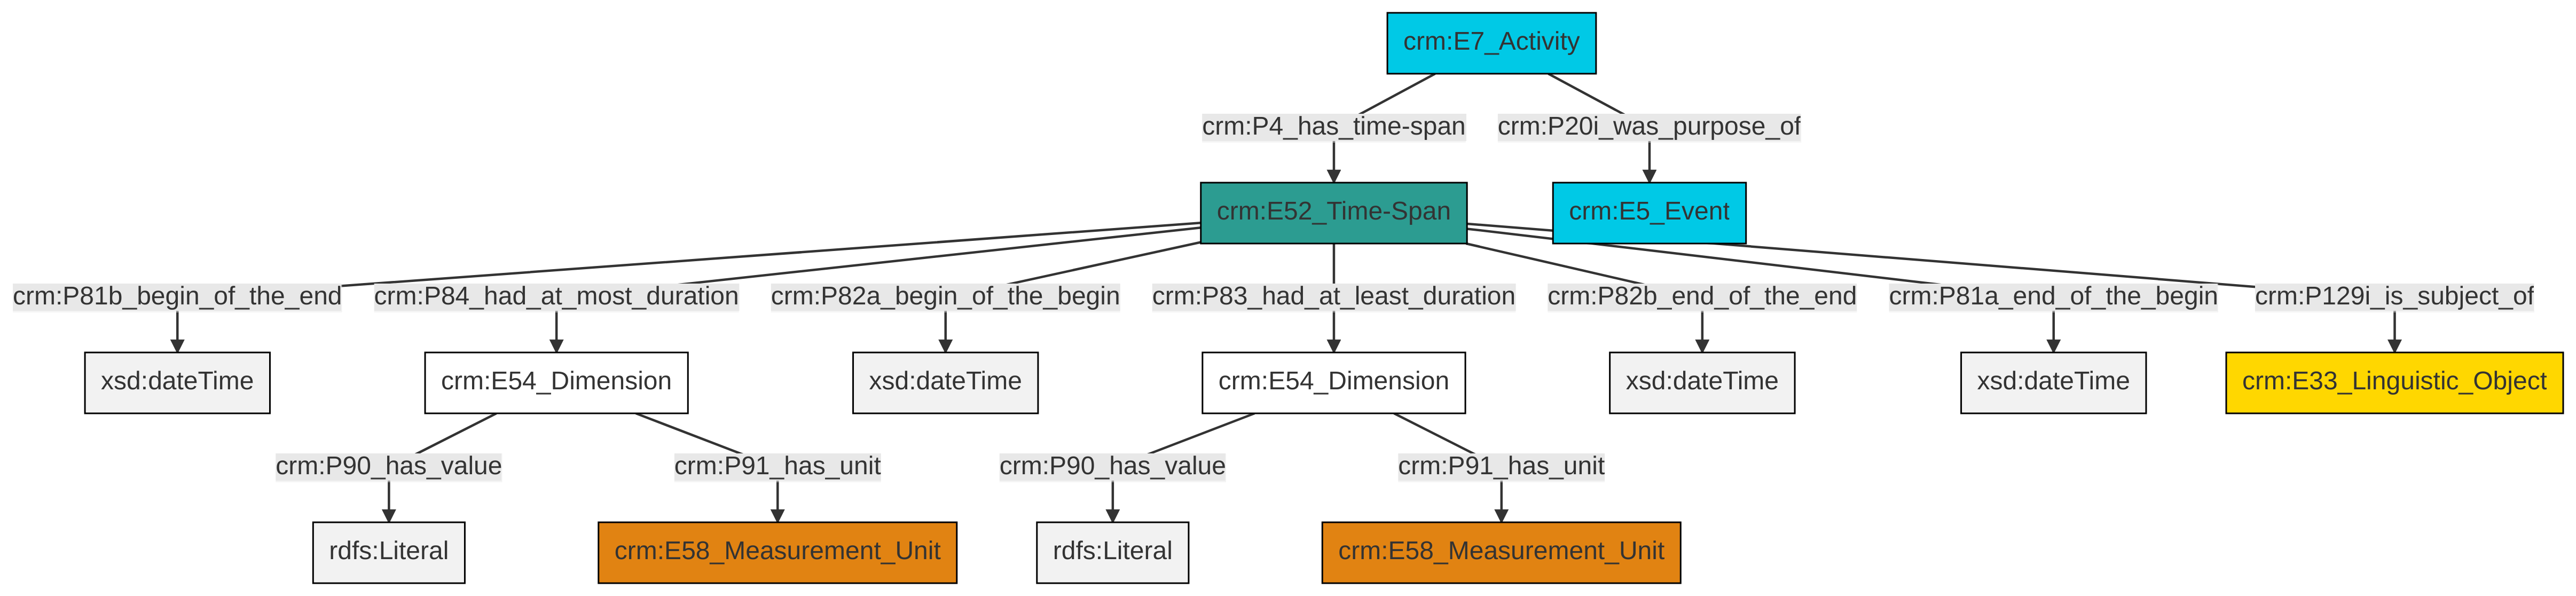 crm:E7_Activity
crm:P4_has_time-span
crm:P20i_was_purpose_of
crm:E52_Time-Span
crm:E5_Event
crm:P81b_begin_of_the_end
crm:P84_had_at_most_duration
crm:P82a_begin_of_the_begin
crm:P83_had_at_least_duration
crm:P82b_end_of_the_end
crm:P81a_end_of_the_begin
crm:P129i_is_subject_of
xsd:dateTime
crm:E54_Dimension
xsd:dateTime
crm:E54_Dimension
xsd:dateTime
xsd:dateTime
crm:E33_Linguistic_Object
crm:P90_has_value
crm:P91_has_unit
crm:P90_has_value
crm:P91_has_unit
rdfs:Literal
crm:E58_Measurement_Unit
rdfs:Literal
crm:E58_Measurement_Unit